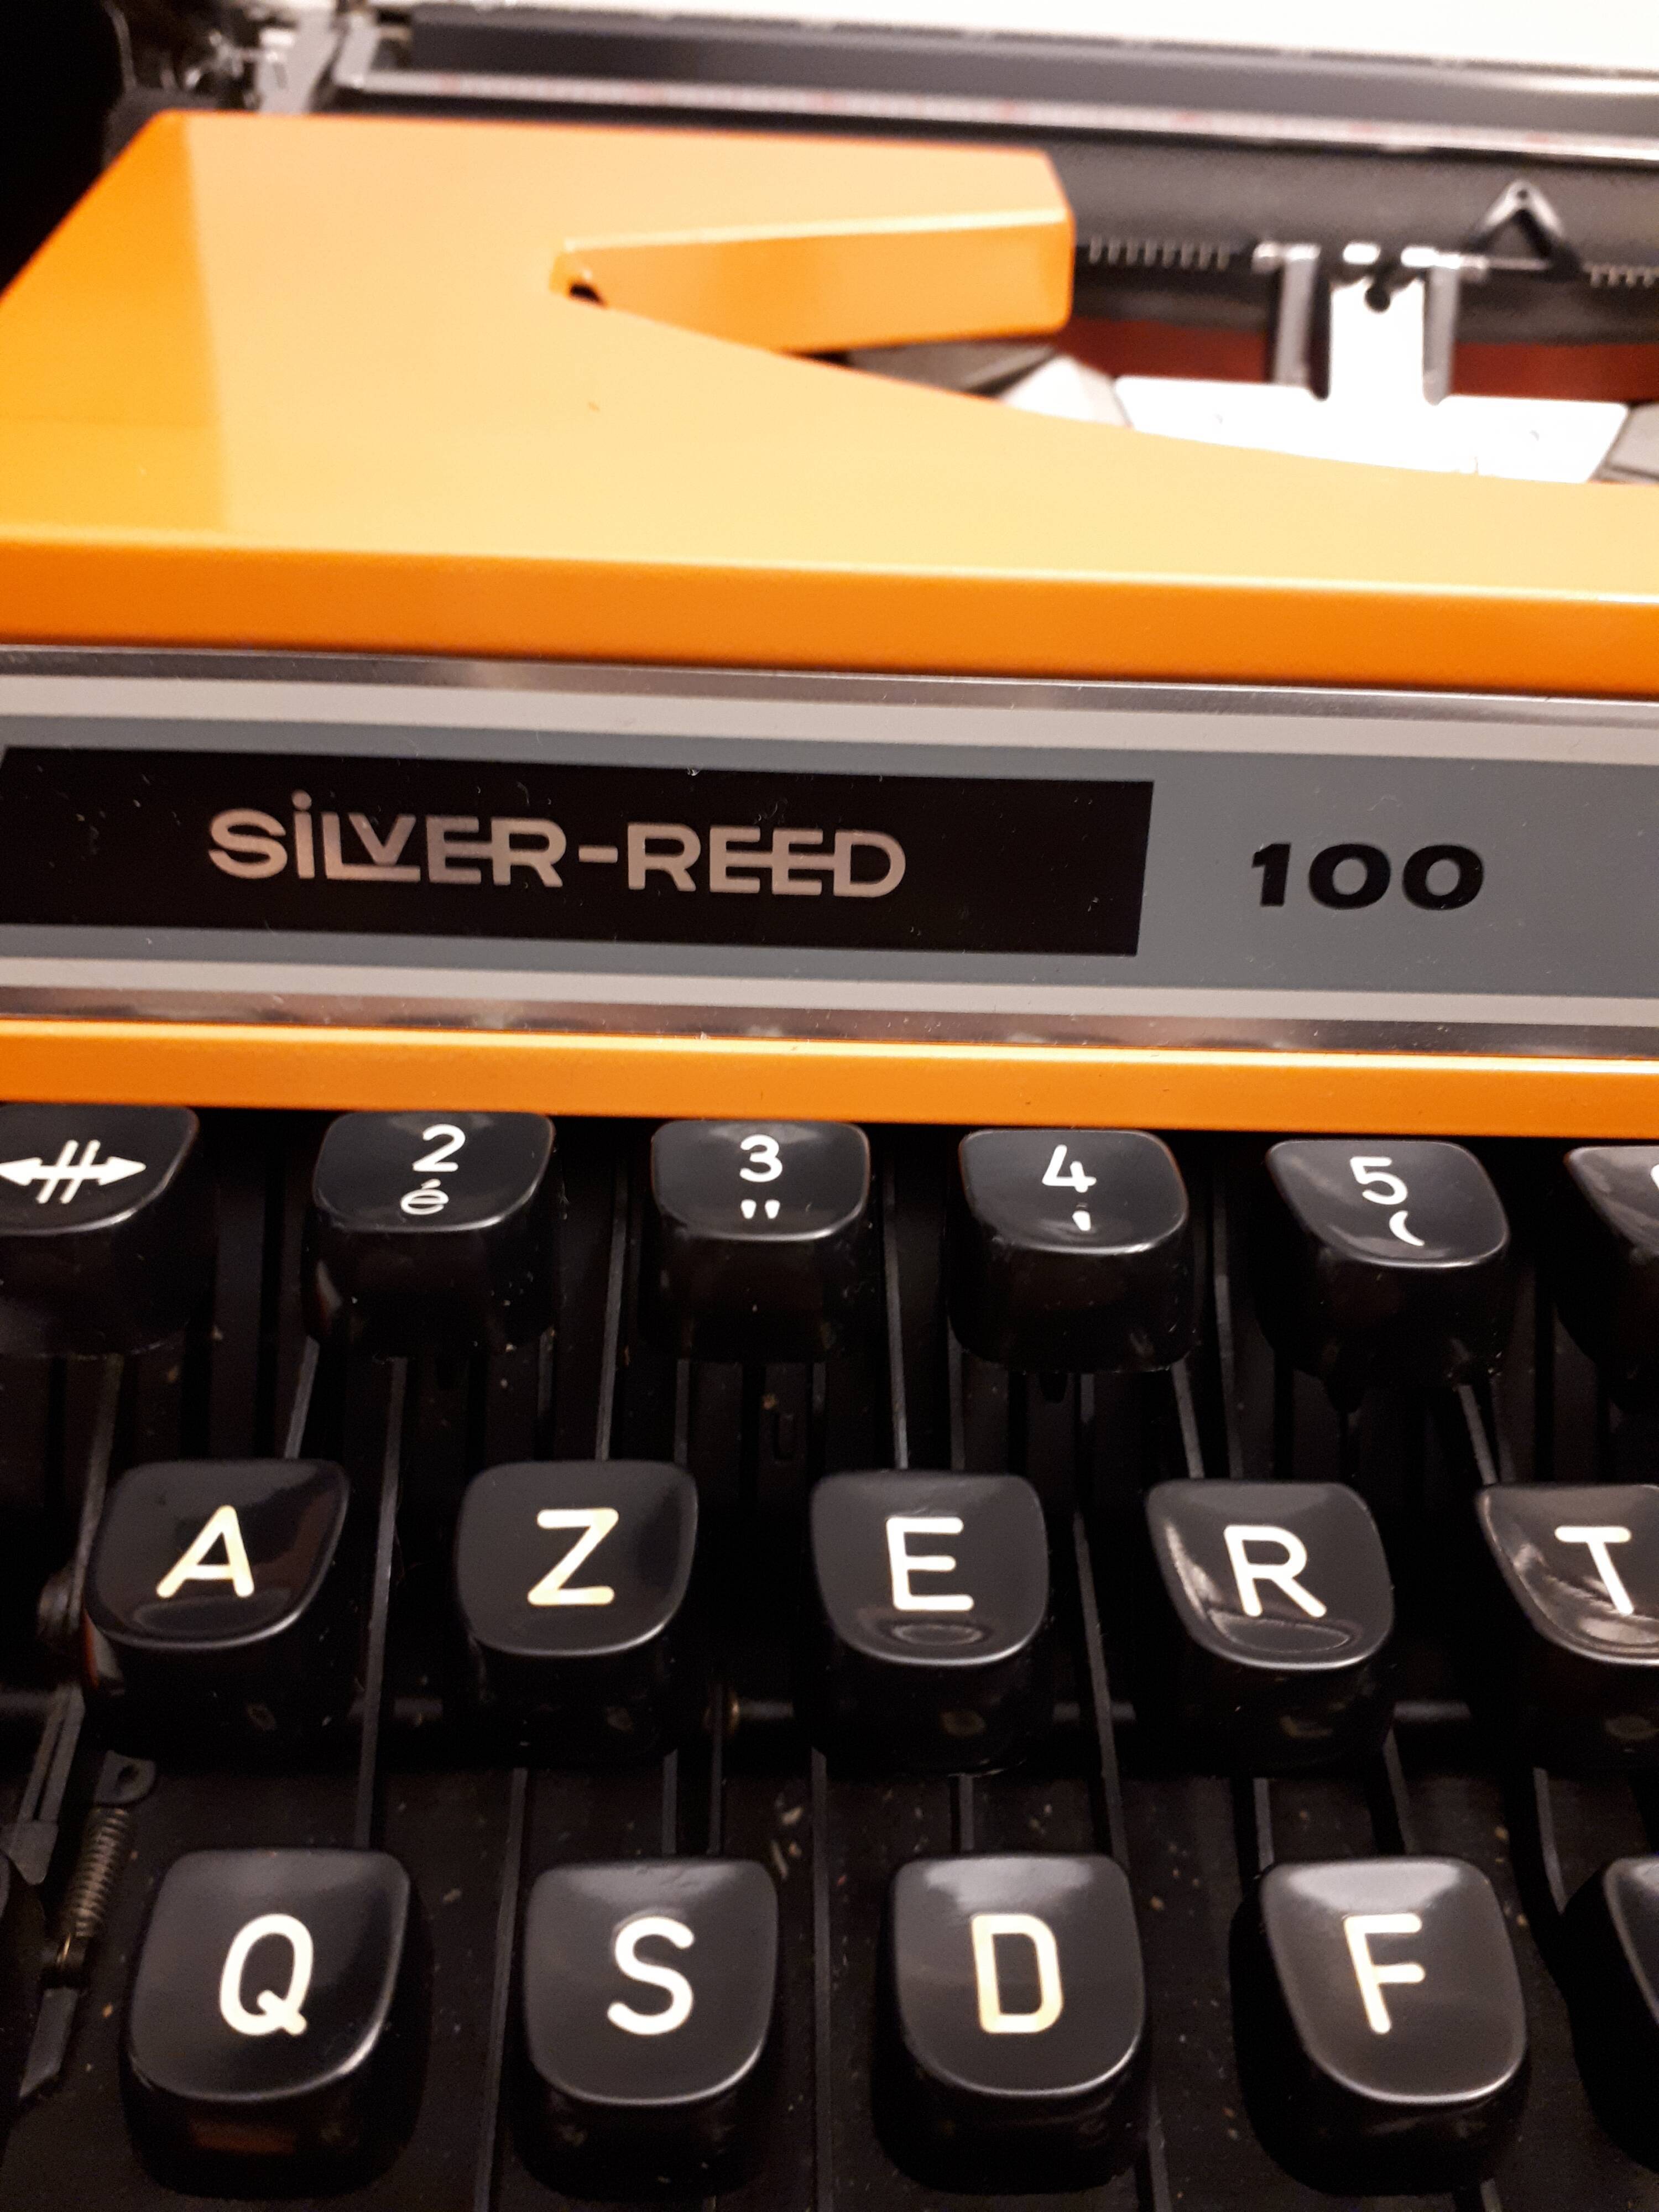 SiLVER-REED 100
2 3 4 5
é " ' (
A Z E R T
Q S D F